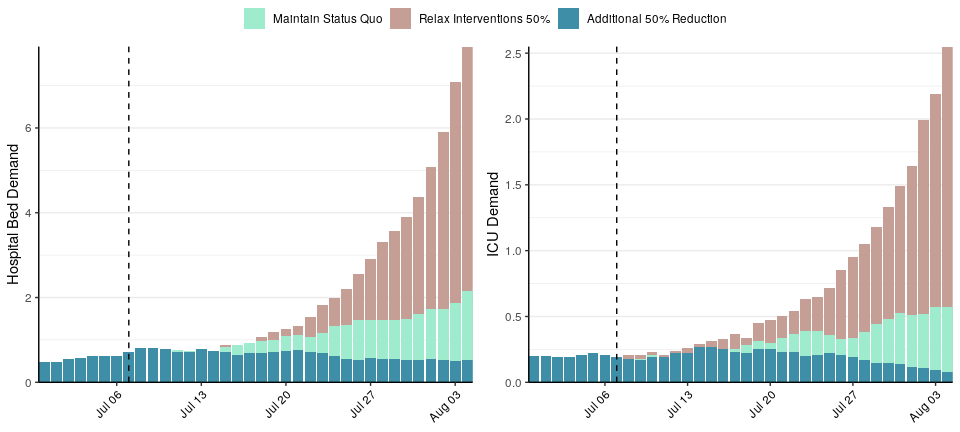 Maintain Status Quo Relax Interventions 50% Additional 50% Reduction
Hospital Bed Demand
6
4
2
0
Jul 06 Jul 13 Jul 20 Jul 27 Aug 03
ICU Demand
2.5
2.0
1.5
1.0
0.5
0.0
Jul 06 Jul 13 Jul 20 Jul 27 Aug 03